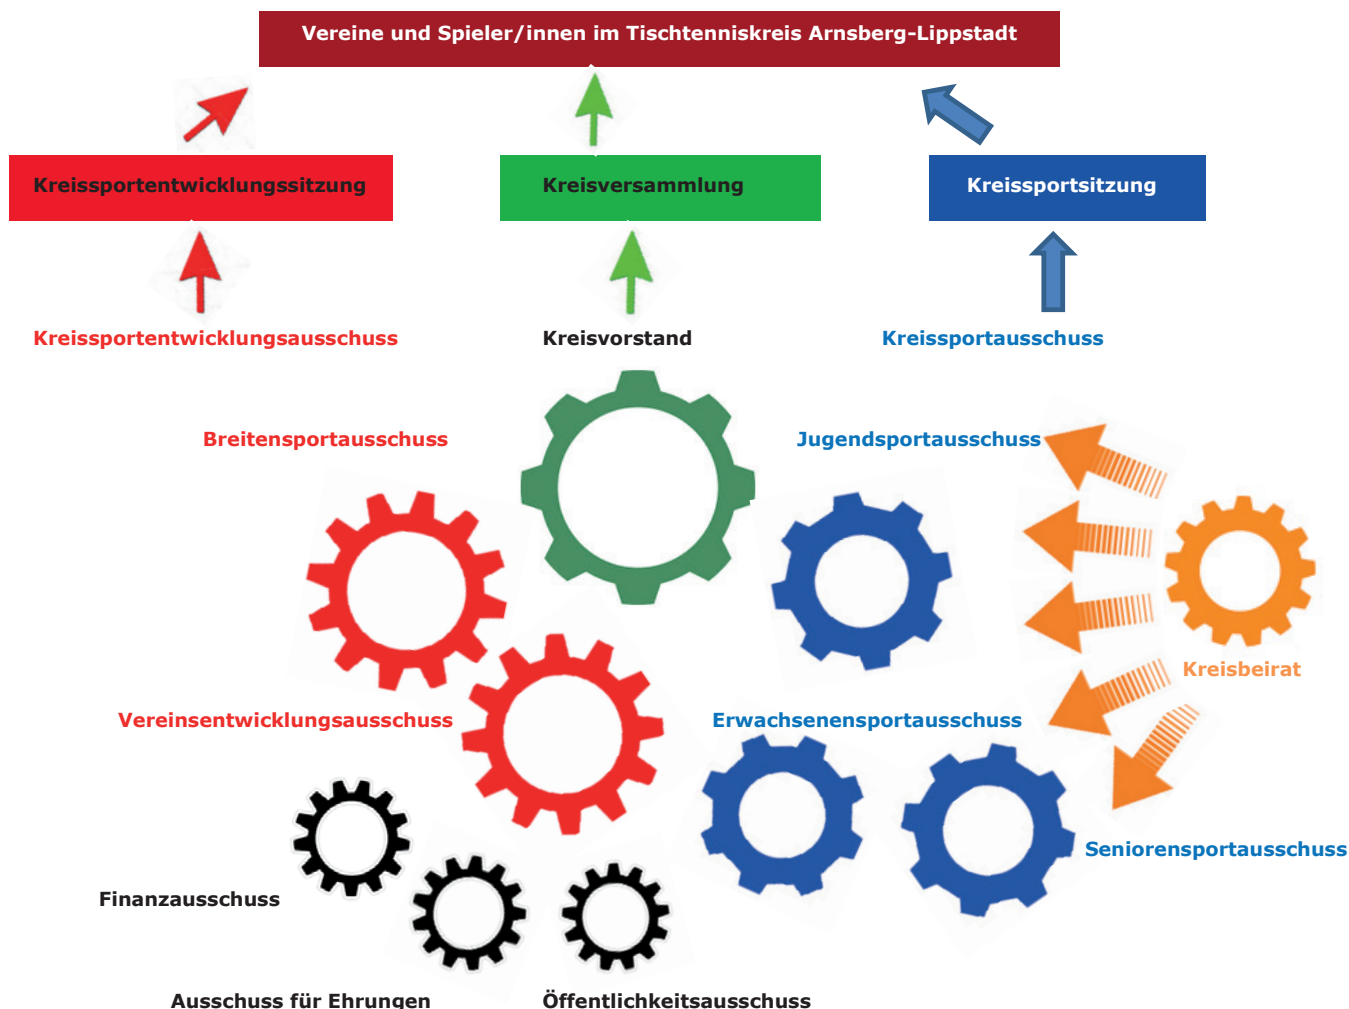 Vereine und Spieler/innen im Tischtenniskreis Arnsberg-Lippstadt
Kreissportentwicklungssitzung
Kreisversammlung
Kreissportsitzung
Kreissportentwicklungsausschuss
Kreisvorstand
Kreissportausschuss
Breitensportausschuss
Jugendsportausschuss
Kreisbeirat
Vereinsentwicklungsausschuss
Erwachsenensportausschuss
Seniorensportausschuss
Finanzausschuss
Ausschuss für Ehrungen
Öffentlichkeitsausschuss